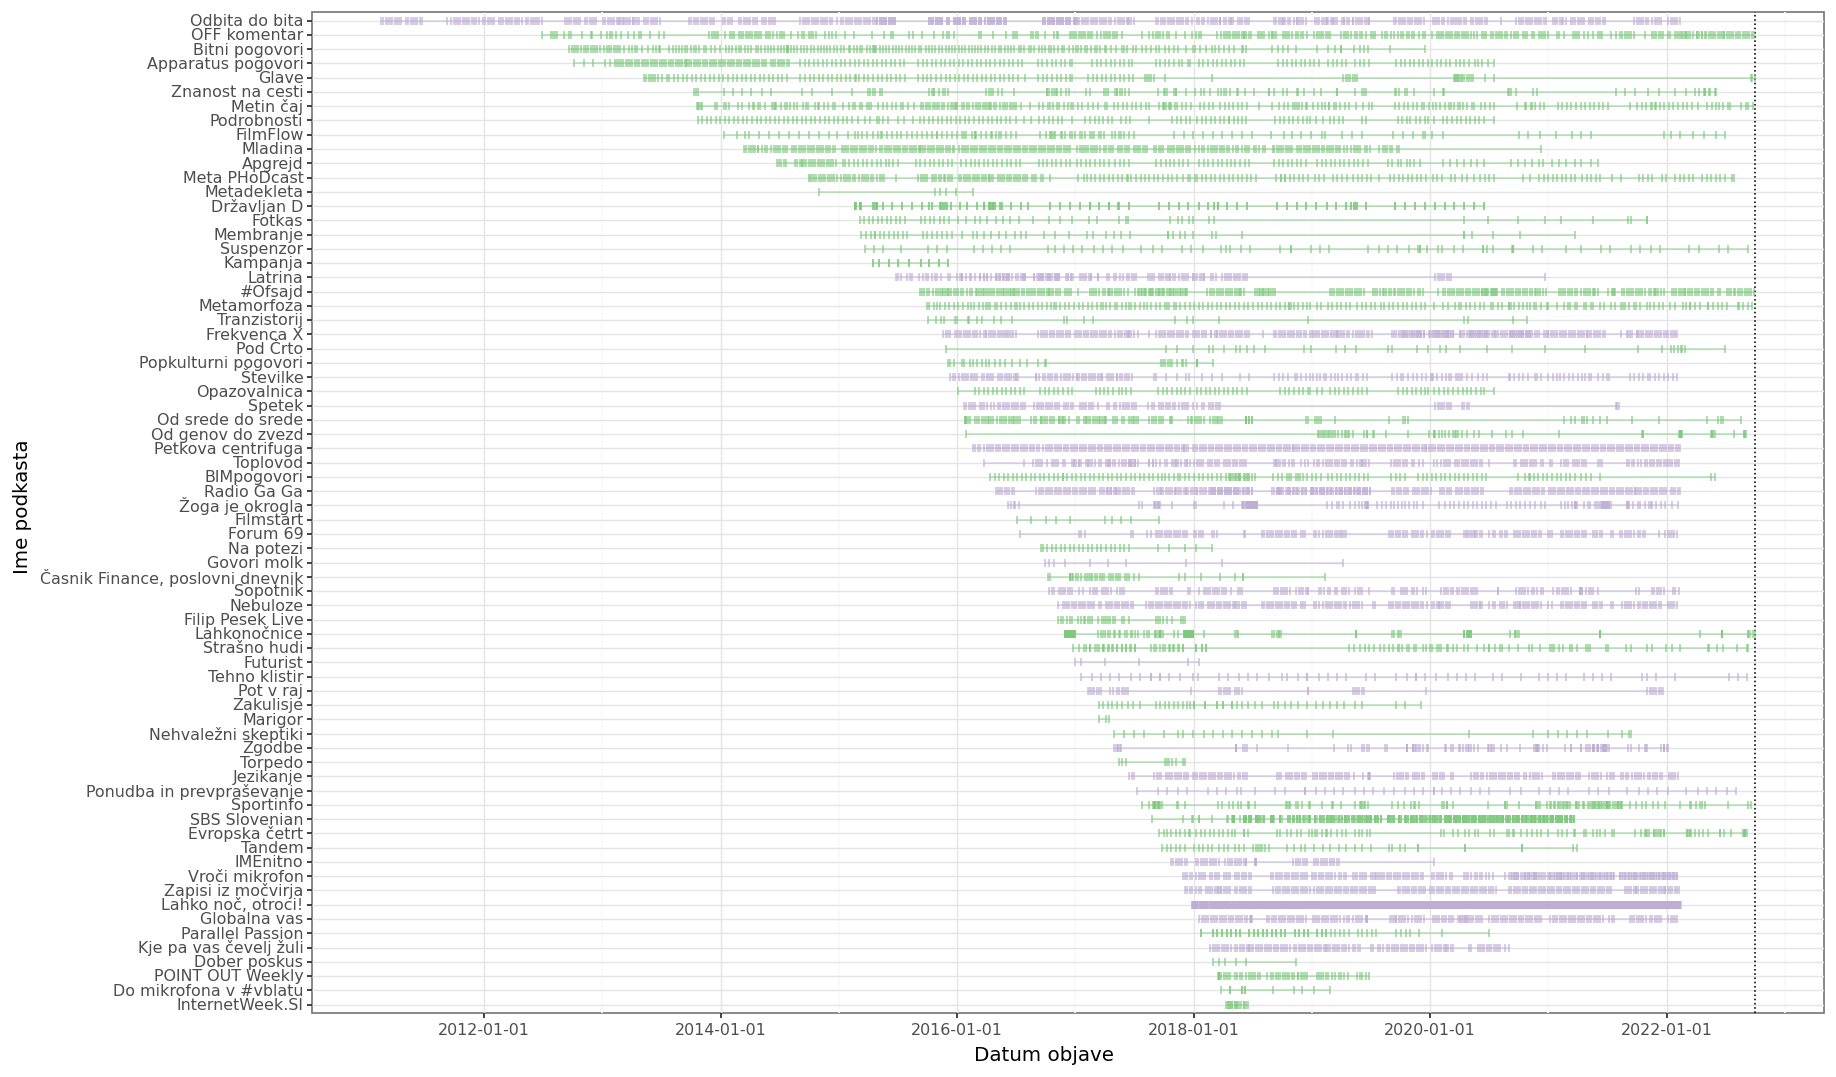 Odbita do bita
OFF komentar
Bitni pogovori
Apparatus pogovori
Glave
Znanost na cesti
Metin čaj
Podrobnosti
FilmFlow
Mladina
Apgrejd
Meta PHoDcast
Metadekleta
Državljan D
Fotkas
Membranje
Suspenzor
Kampanja
Latrina
#Ofsajd
Metamorfoza
Tranzistorij
Frekvenca X
Pod Črto
Popkulturni pogovori
Številke
Opazovalnica
Spetek
Od srede do srede
Od genov do zvezd
Petkova centrifuga
Toplovod
BIMpogovori
Radio Ga Ga
Žoga je okrogla
Filmstart
Forum 69
Na potezi
Govori molk
Časnik Finance, poslovni dnevnik
Sopotnik
Nebuloze
Filip Pesek Live
Lahkonočnice
Strašno hudi
Futurist
Tehno klistir
Pot v raj
Zakulisje
Marigor
Nehvaležni skeptiki
Zgodbe
Torpedo
Jezikanje
Ponudba in prevpraševanje
Sportinfo
SBS Slovenian
Evropska četrt
Tandem
IMEnitno
Vroči mikrofon
Zapisi iz močvirja
Lahko noč, otroci!
Globalna vas
Parallel Passion
Kje pa vas čevelj žuli
Dober poskus
POINT OUT Weekly
Do mikrofona v #vblatu
InternetWeek.SI
Ime podkasta
2012-01-01 2014-01-01 2016-01-01 2018-01-01 2020-01-01 2022-01-01
Datum objave